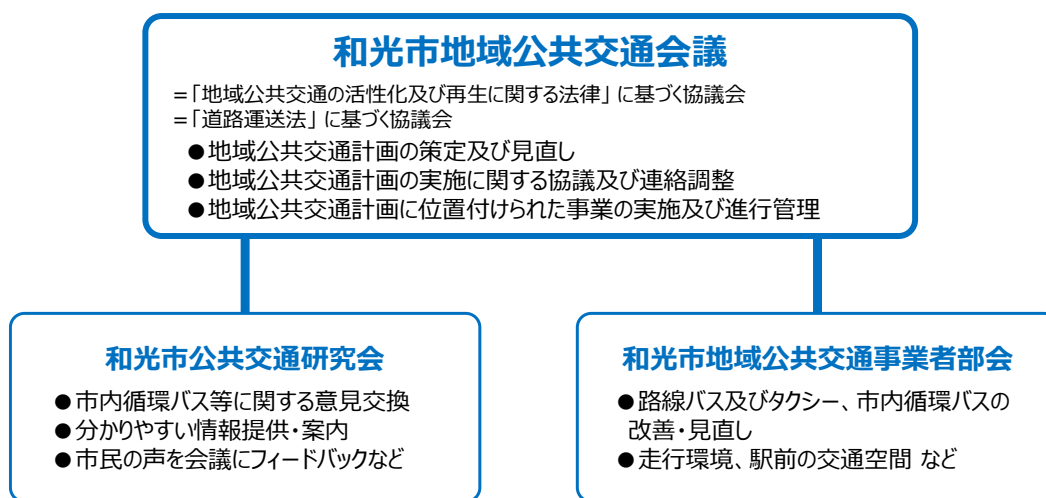 和光市地域公共交通会議
=「地域公共交通の活性化及び再生に関する法律」に基づく協議会
=「道路運送法」に基づく協議会
●地域公共交通計画の策定及び見直し
●地域公共交通計画の実施に関する協議及び連絡調整
●地域公共交通計画に位置付けられた事業の実施及び進行管理
和光市公共交通研究会
●市内循環バス等に関する意見交換
●分かりやすい情報提供・案内
●市民の声を会議にフィードバックなど
和光市地域公共交通事業者部会
●路線バス及びタクシー、市内循環バスの
改善・見直し
●走行環境、駅前の交通空間 など